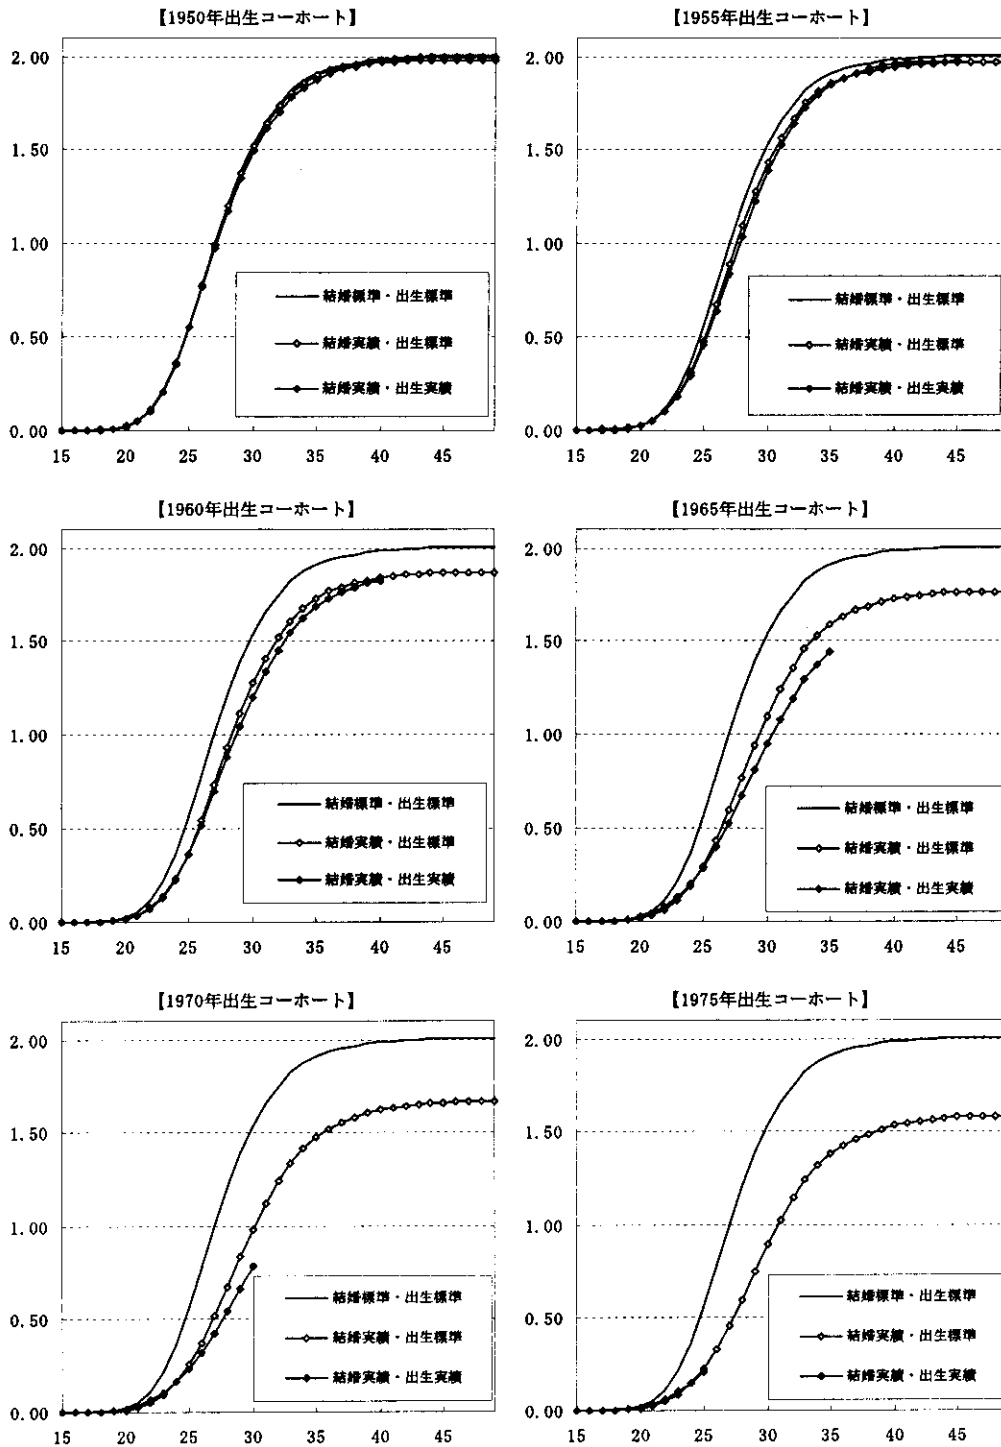 【1950年出生コーホート】
2.00
1.50
1.00
0.50
0.00
結婚標準・出生標準
結婚実績・出生標準
結婚実績・出生実績
15 20 25 30 35 40 45
【1955年出生コーホート】
2.00
1.50
1.00
0.50
0.00
結婚標準・出生標準
結婚実績・出生標準
結婚実績・出生実績
15 20 25 30 35 40 45
【1960年出生コーホート】
2.00
1.50
1.00
0.50
0.00
結婚標準・出生標準
結婚実績・出生標準
結婚実績・出生実績
15 20 25 30 35 40 45
【1965年出生コーホート】
2.00
1.50
1.00
0.50
0.00
結婚標準・出生標準
結婚実績・出生標準
結婚実績・出生実績
15 20 25 30 35 40 45
【1970年出生コーホート】
2.00
1.50
1.00
0.50
0.00
結婚標準・出生標準
結婚実績・出生標準
結婚実績・出生実績
15 20 25 30 35 40 45
【1975年出生コーホート】
2.00
1.50
1.00
0.50
0.00
結婚標準・出生標準
結婚実績・出生標準
結婚実績・出生実績
15 20 25 30 35 40 45